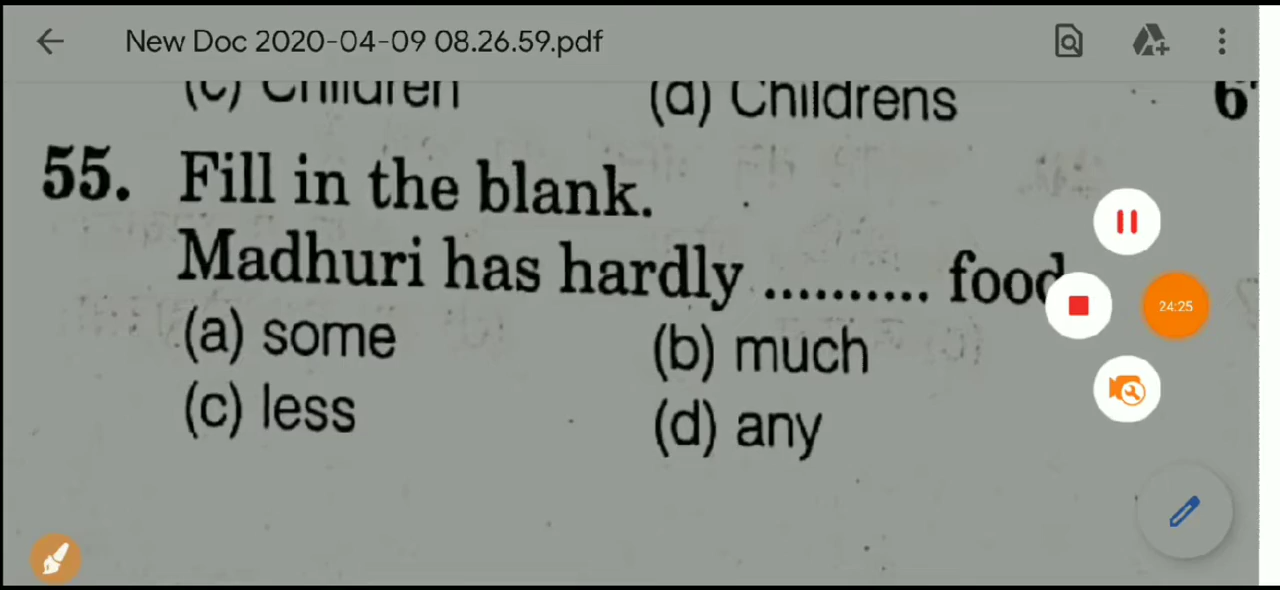 New Doc 2020-04-09 08.26.59.pdf
(c) Children (d) Childrens
55. Fill in the blank.
Madhuri has hardly .......... food
(a) some (b) much
(c) less (d) any
24:25